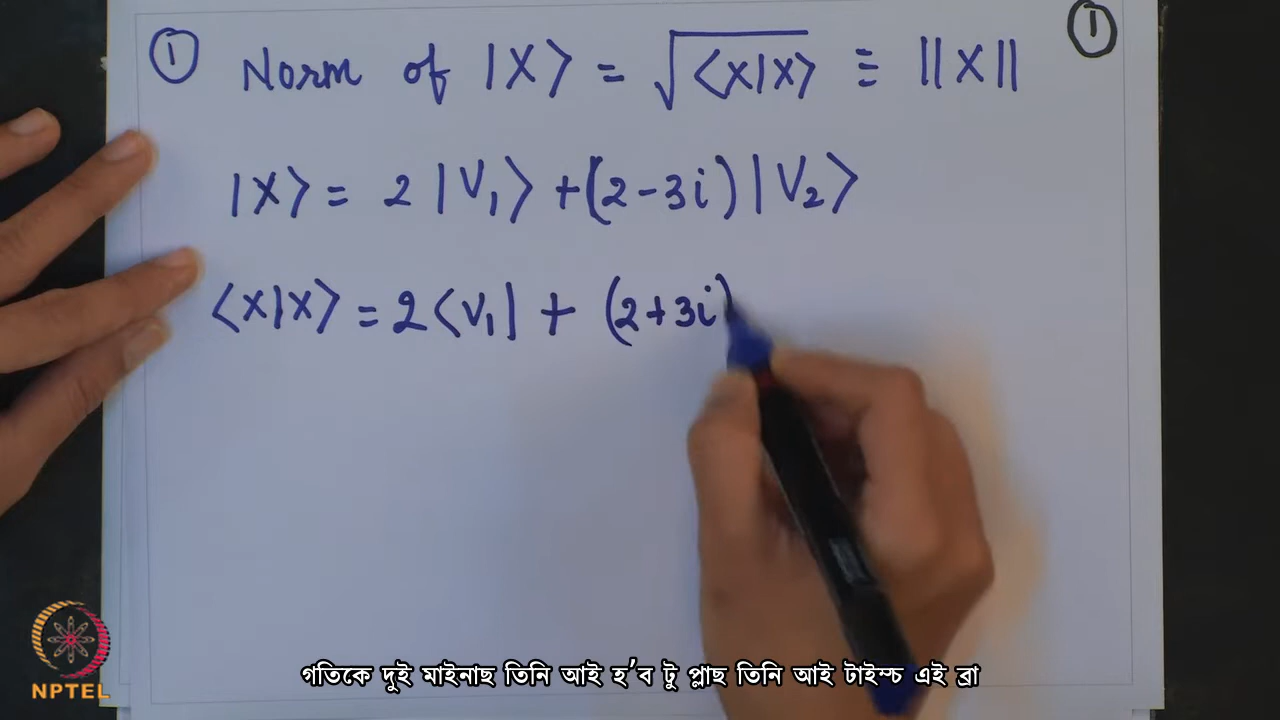 ① Norm of |X⟩ = √⟨X|X⟩ ≡ ||X|| ①
|X⟩ = 2 |V₁⟩ + (2-3i) |V₂⟩
⟨X|X⟩ = 2⟨V₁| + (2+3i)
NPTEL
গতিকে দুই মাইনাছ তিনি আই হ'ব টু প্লাছ তিনি আই টাইম্চ এই ব্ৰা